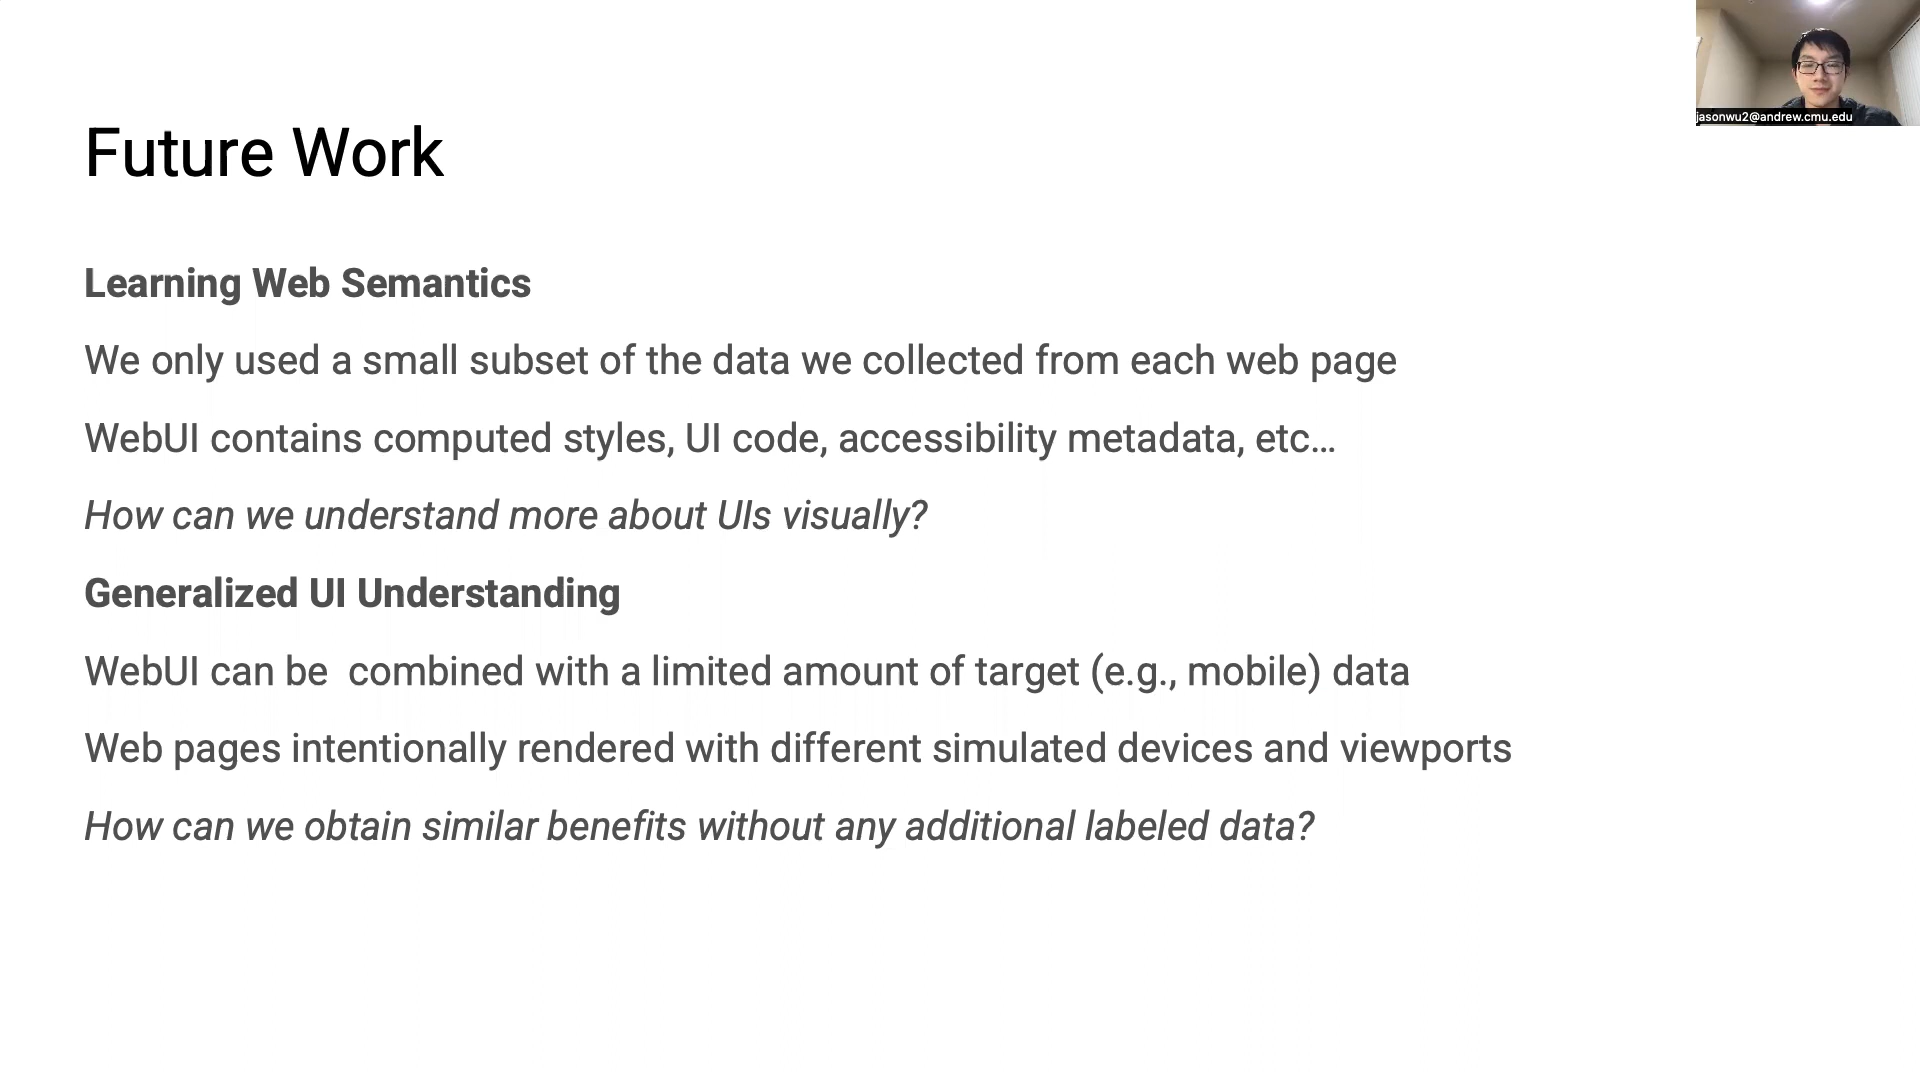 jasonwu2@andrew.cmu.edu
Future Work
Learning Web Semantics
We only used a small subset of the data we collected from each web page
WebUI contains computed styles, UI code, accessibility metadata, etc…
How can we understand more about UIs visually?
Generalized UI Understanding
WebUI can be  combined with a limited amount of target (e.g., mobile) data
Web pages intentionally rendered with different simulated devices and viewports
How can we obtain similar benefits without any additional labeled data?